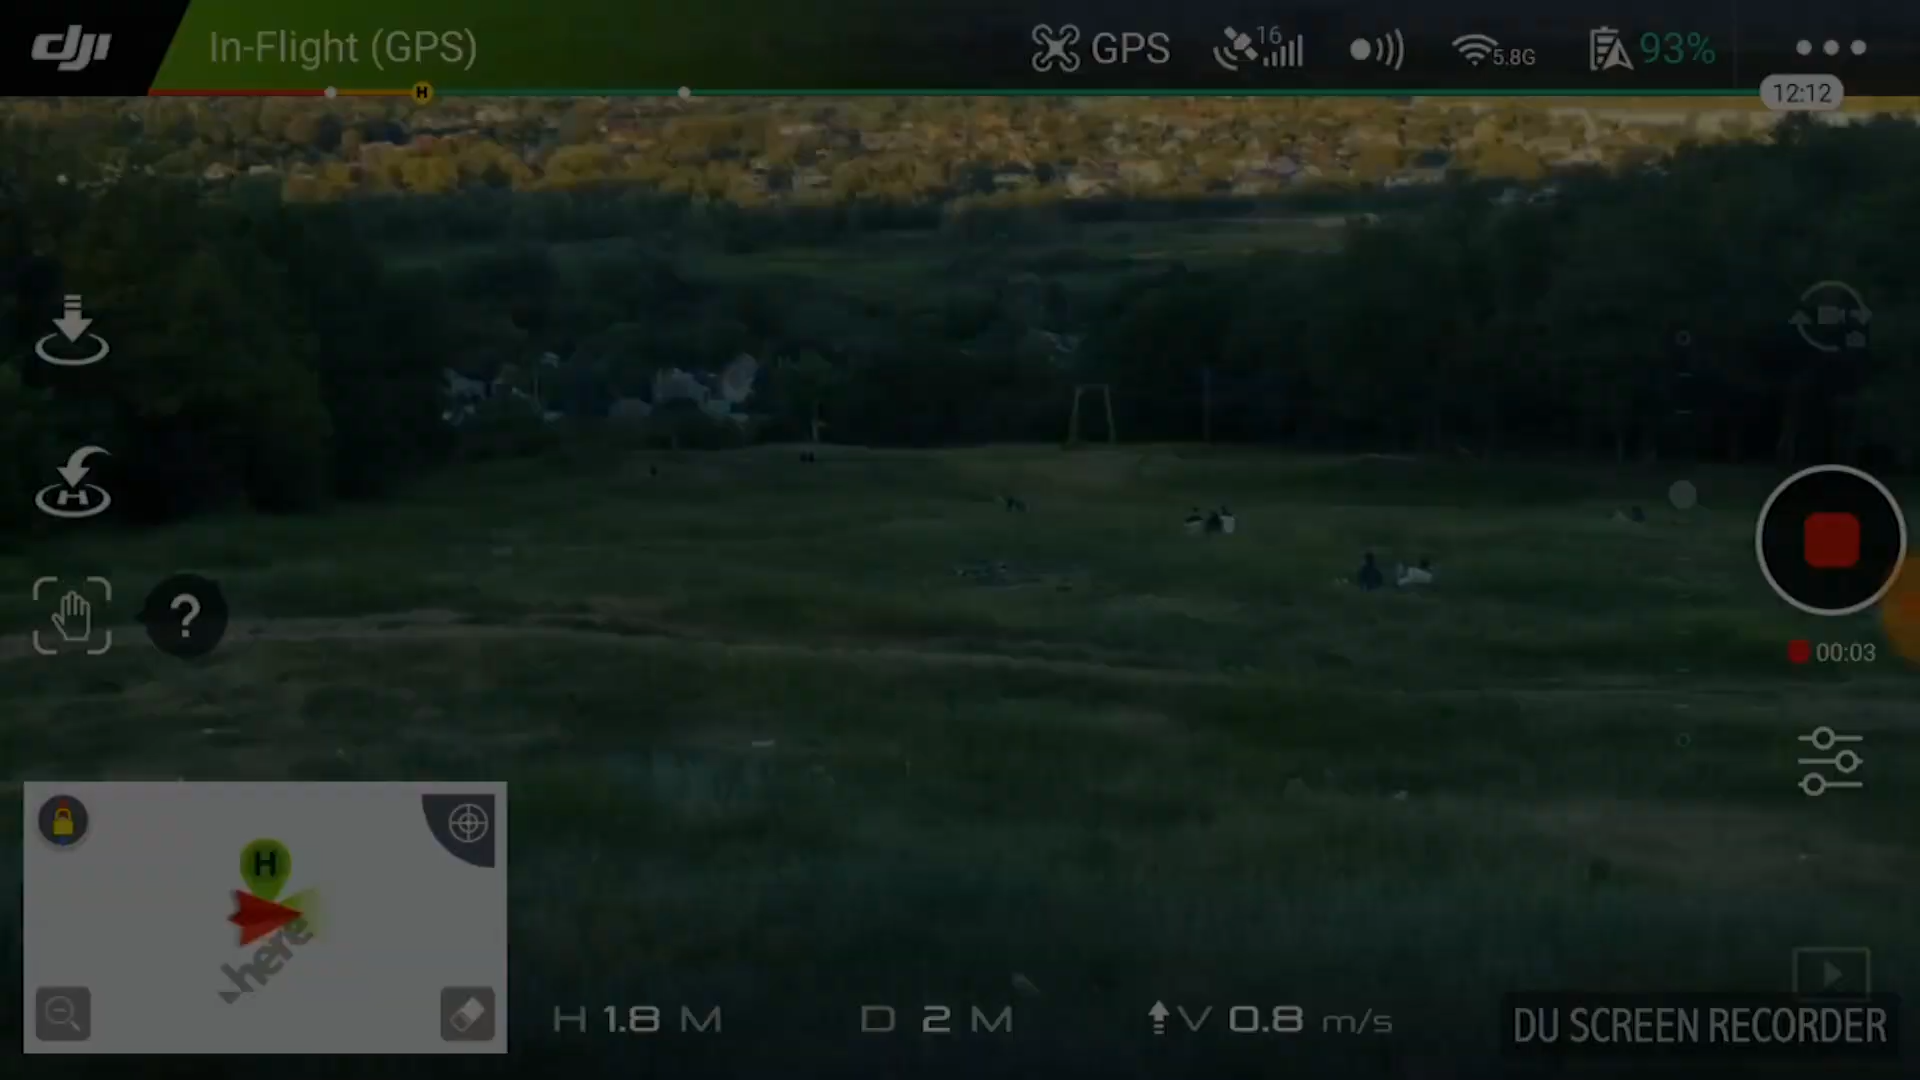 dji In-Flight (GPS) GPS 16 5.8G 93%
H 12:12
?
00:03
H
here
H 1.8 M D 2 M V 0.8 m/s
DU SCREEN RECORDER